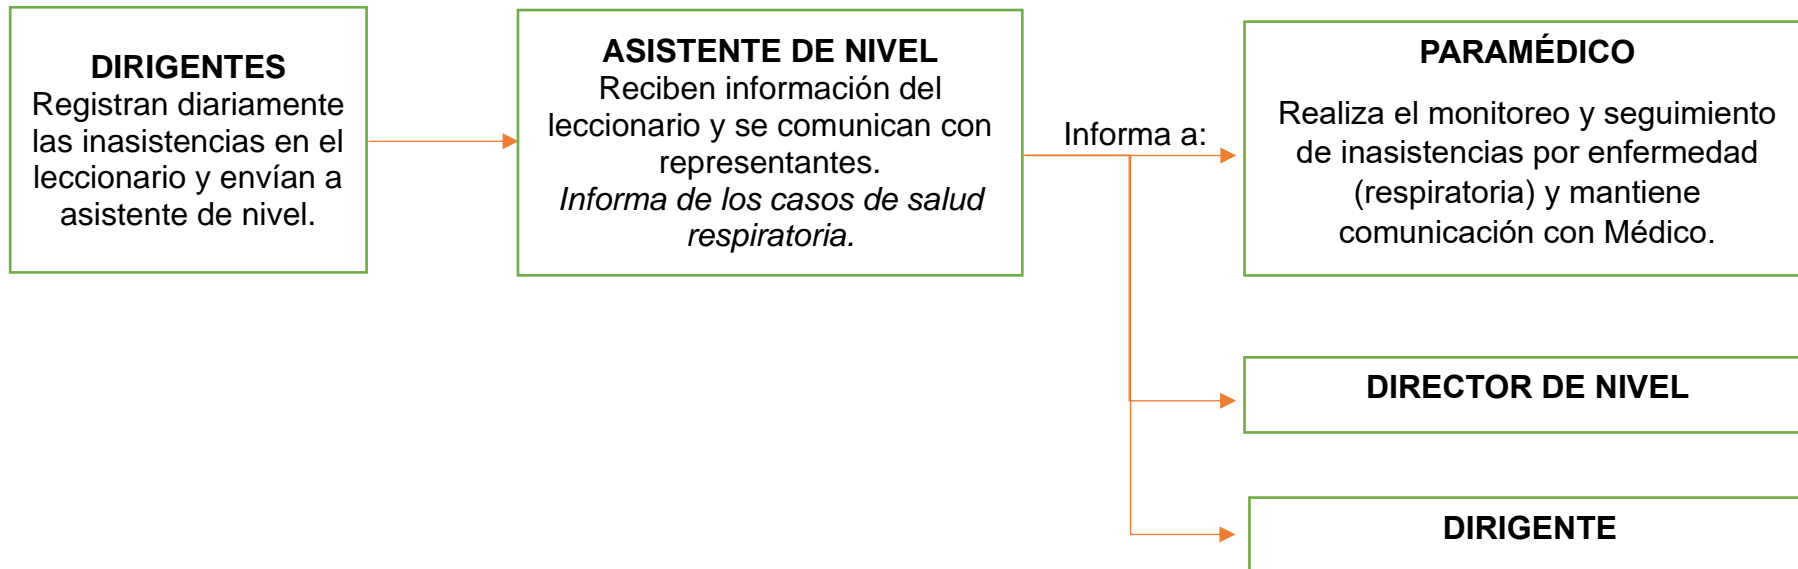 DIRIGENTES
Registran diariamente
las inasistencias en el
leccionario y envían a
asistente de nivel.
ASISTENTE DE NIVEL
Reciben información del
leccionario y se comunican con
representantes.
Informa de los casos de salud
respiratoria.
Informa a:
PARAMÉDICO
Realiza el monitoreo y seguimiento
de inasistencias por enfermedad
(respiratoria) y mantiene
comunicación con Médico.
DIRECTOR DE NIVEL
DIRIGENTE